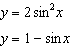 y = 2 sin² x
y = 1 − sin x